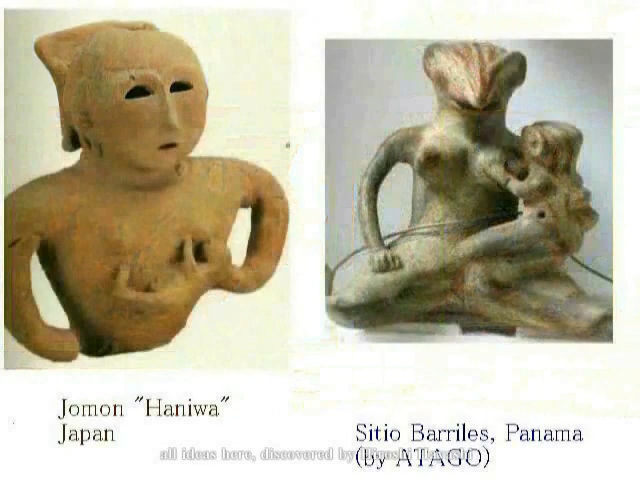 Jomon "Haniwa"
Japan
Sitio Barriles, Panama
(by ATAGO)
all ideas here, discovered by